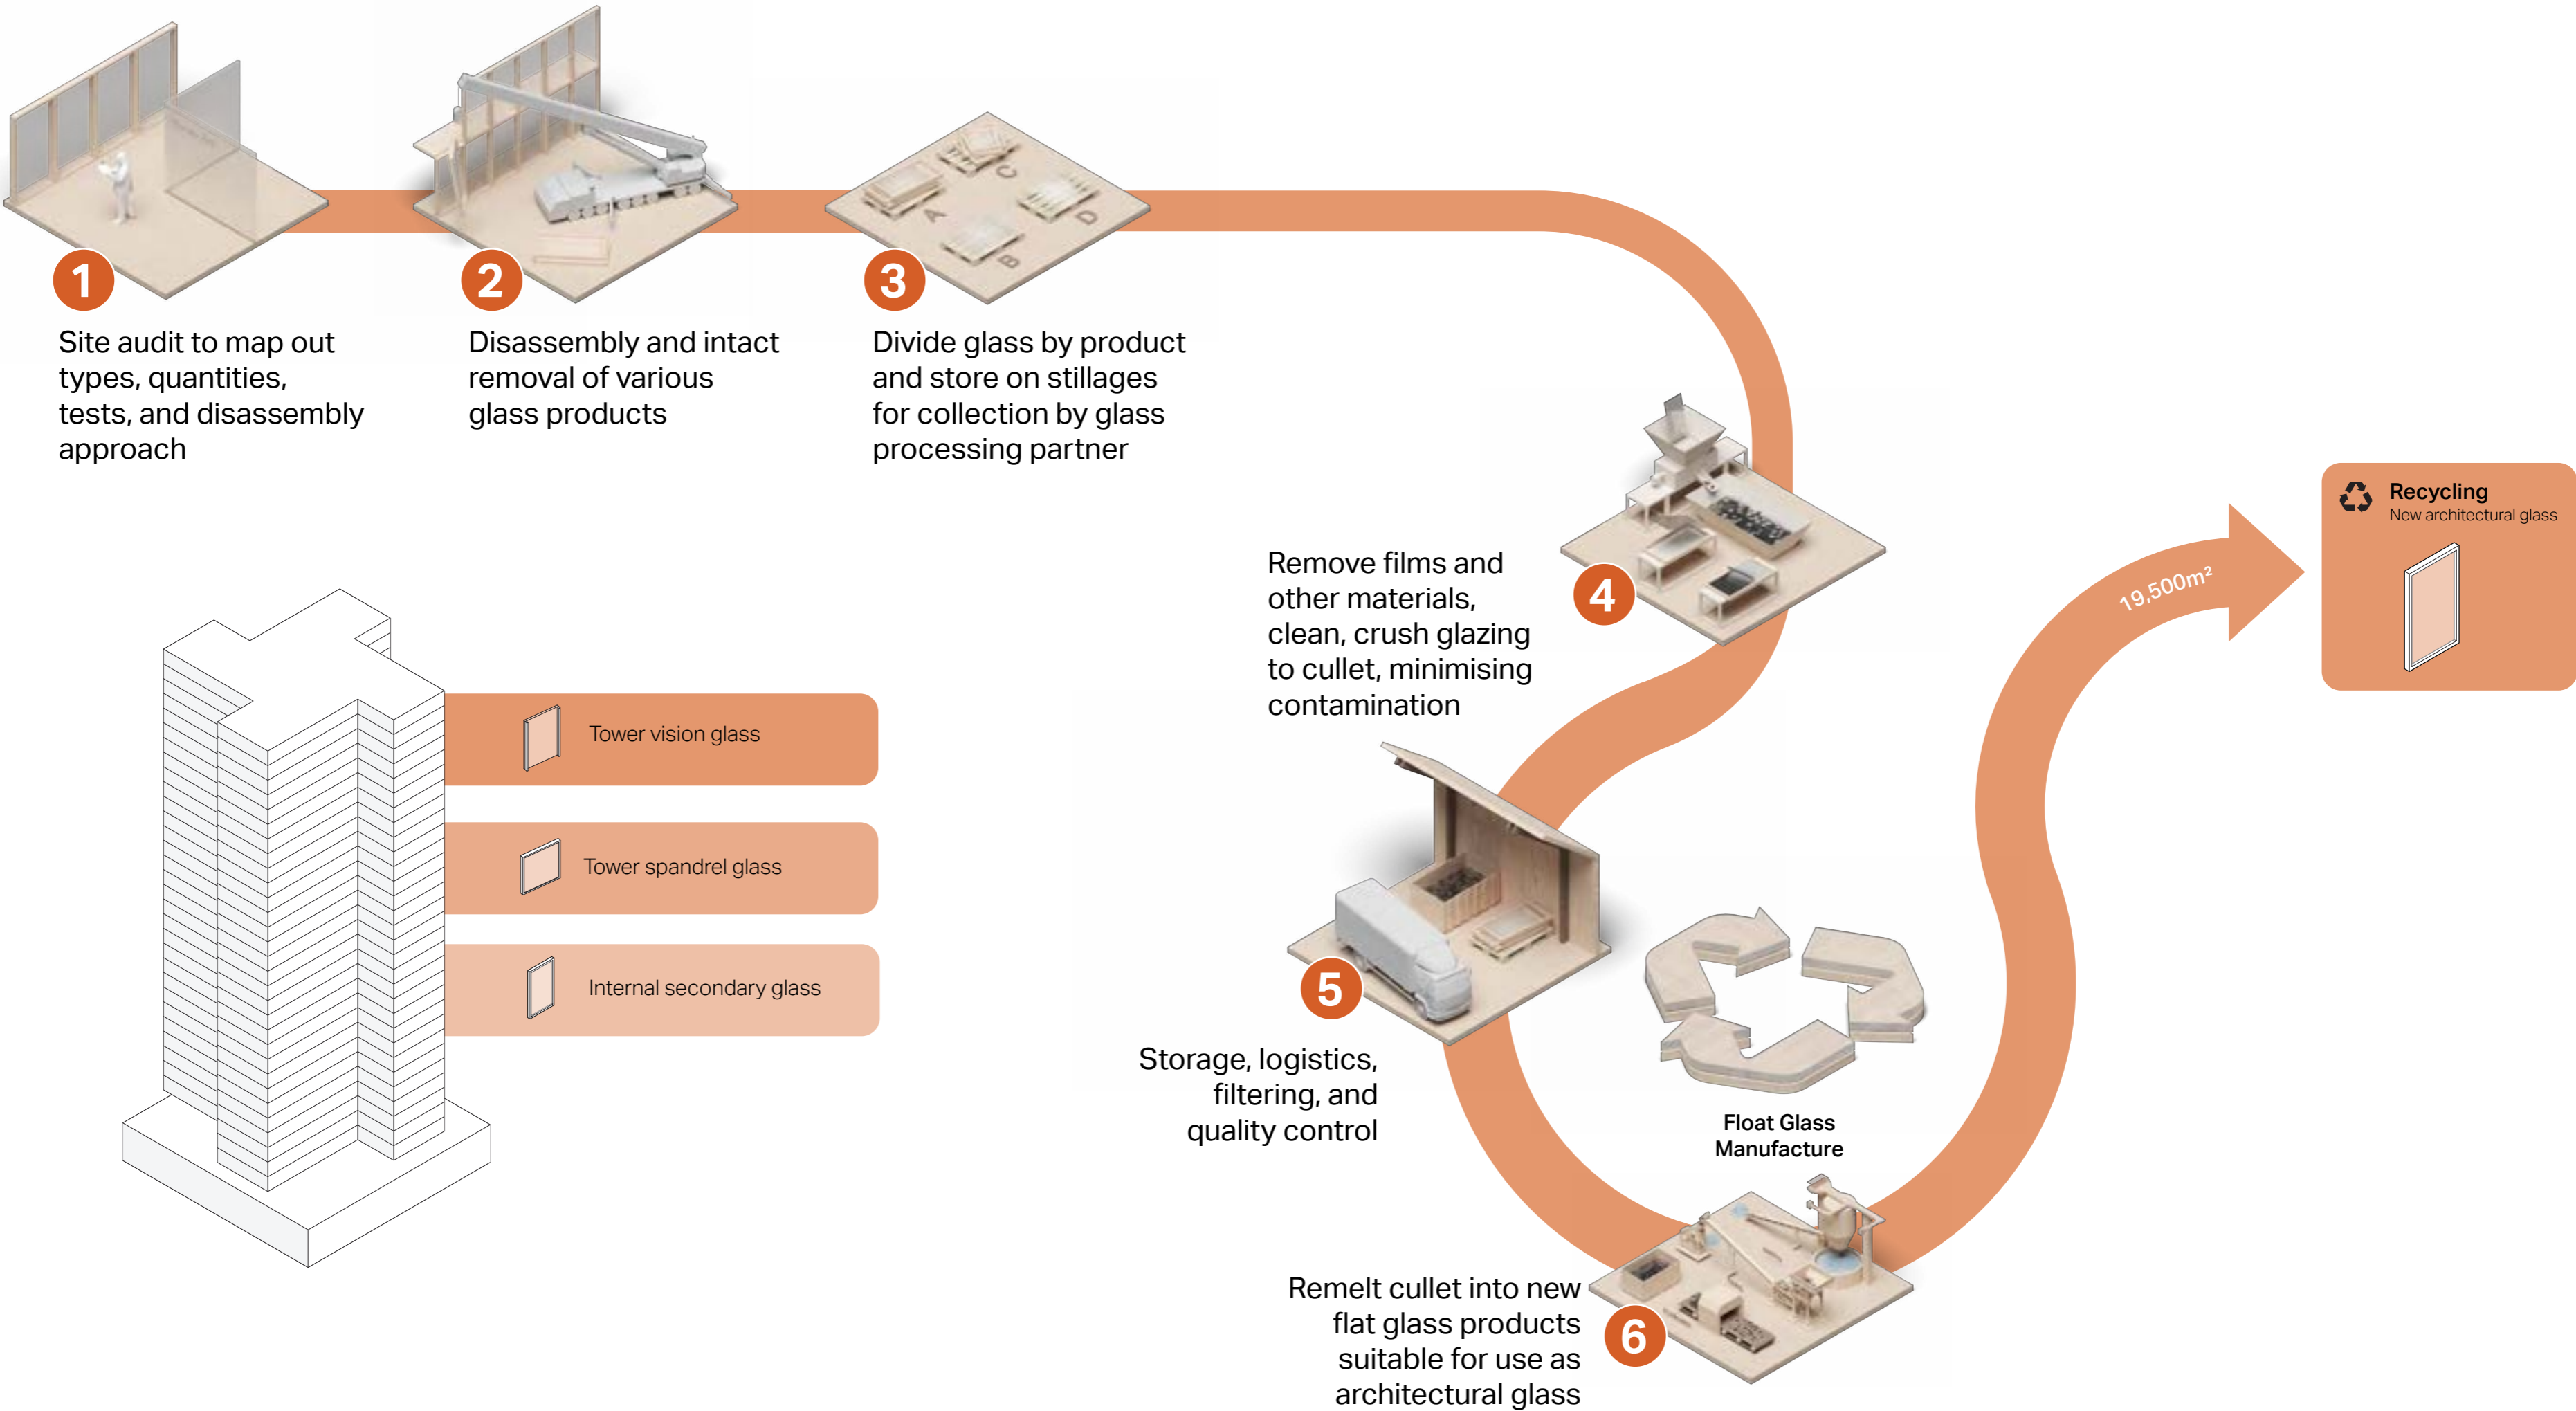 1
Site audit to map out
types, quantities,
tests, and disassembly
approach
2
Disassembly and intact
removal of various
glass products
A
B
C
D
3
Divide glass by product
and store on stillages
for collection by glass
processing partner
4
Remove films and
other materials,
clean, crush glazing
to cullet, minimising
contamination
Tower vision glass
Tower spandrel glass
Internal secondary glass
5
Storage, logistics,
filtering, and
quality control
Float Glass
Manufacture
6
Remelt cullet into new
flat glass products
suitable for use as
architectural glass
19,500m²
Recycling
New architectural glass